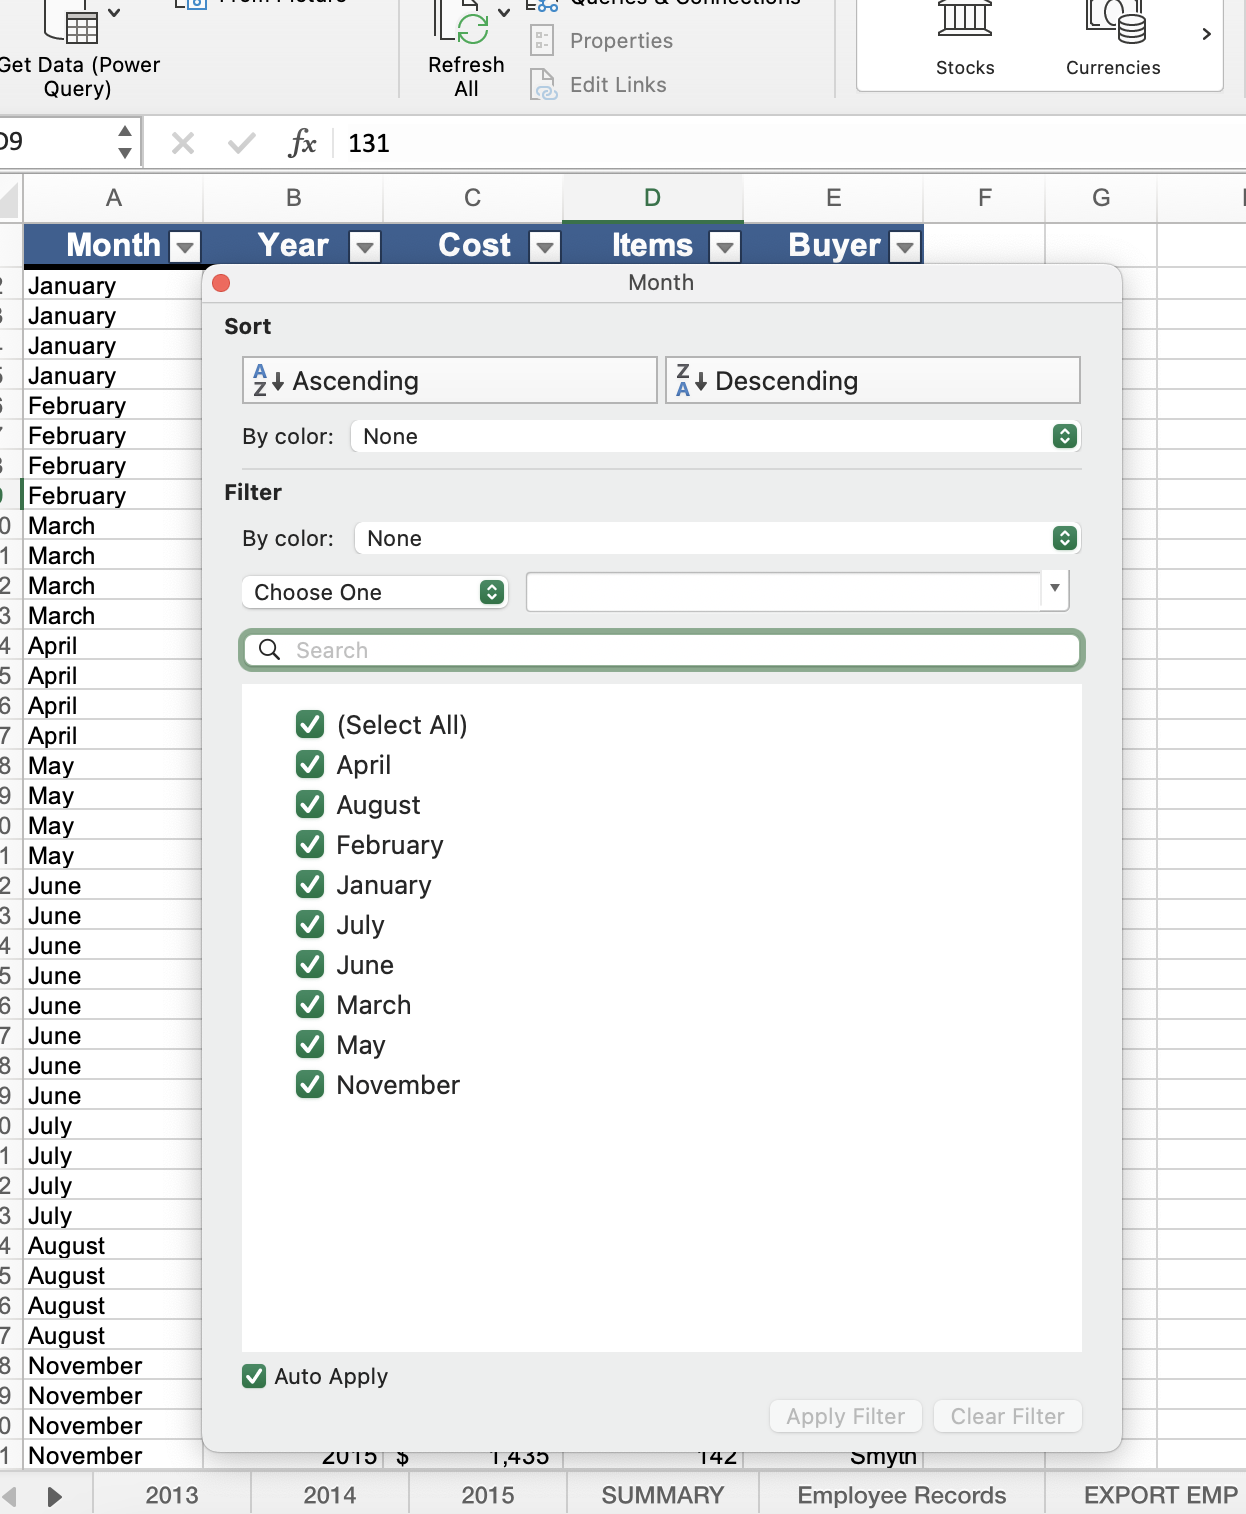 Get Data (Power
Query)
Refresh
All
Queries & Connections
Properties
Edit Links
Stocks
Currencies
D9
fx
131
A B C D E F G
Month Year Cost Items Buyer
January
January
January
January
February
February
February
February
March
March
March
March
April
April
April
April
May
May
May
May
June
June
June
June
June
June
June
June
July
July
July
July
August
August
August
August
November
November
November
November 2015 $ 1,435 142 Smyth
Month
Sort
A
Z
Ascending
Z
A
Descending
By color: None
Filter
By color: None
Choose One
Search
(Select All)
April
August
February
January
July
June
March
May
November
Auto Apply
Apply Filter Clear Filter
2013 2014 2015 SUMMARY Employee Records EXPORT EMP